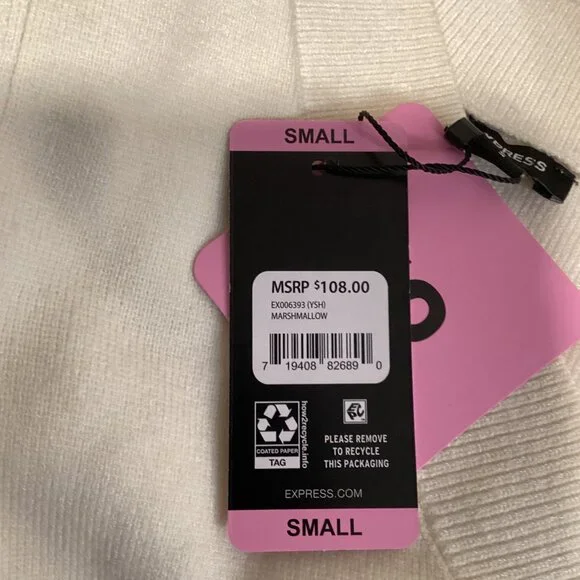 SMALL
EXPRESS
MSRP $108.00
EX006393 (YSH)
MARSHMALLOW
7 19408 82689 0
how2recycle.info
COATED PAPER
TAG
PLEASE REMOVE
TO RECYCLE
THIS PACKAGING
EXPRESS.COM
SMALL